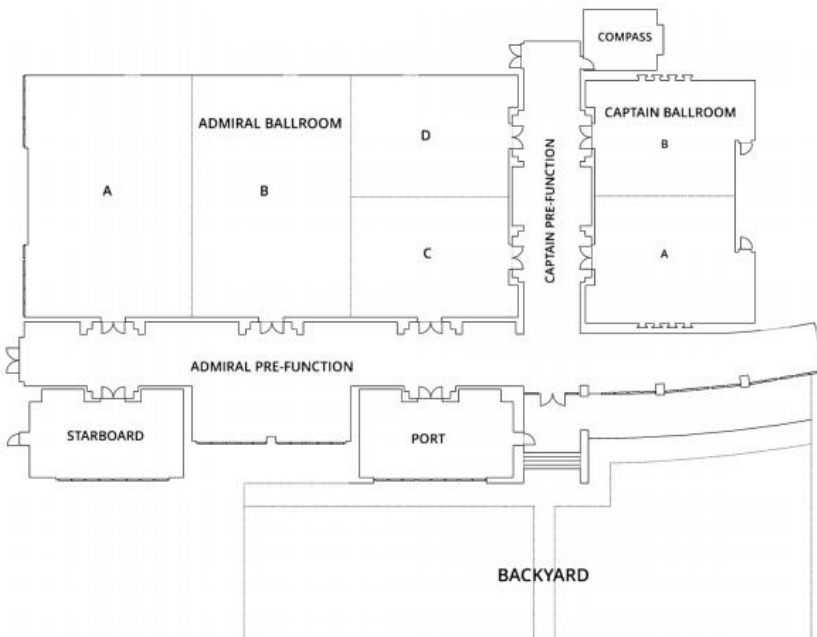 COMPASS
ADMIRAL BALLROOM
CAPTAIN BALLROOM
A
B
D
C
CAPTAIN PRE-FUNCTION
B
A
ADMIRAL PRE-FUNCTION
STARBOARD
PORT
BACKYARD